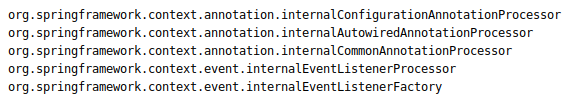 org.springframework.context.annotation.internalConfigurationAnnotationProcessor
org.springframework.context.annotation.internalAutowiredAnnotationProcessor
org.springframework.context.annotation.internalCommonAnnotationProcessor
org.springframework.context.event.internalEventListenerProcessor
org.springframework.context.event.internalEventListenerFactory